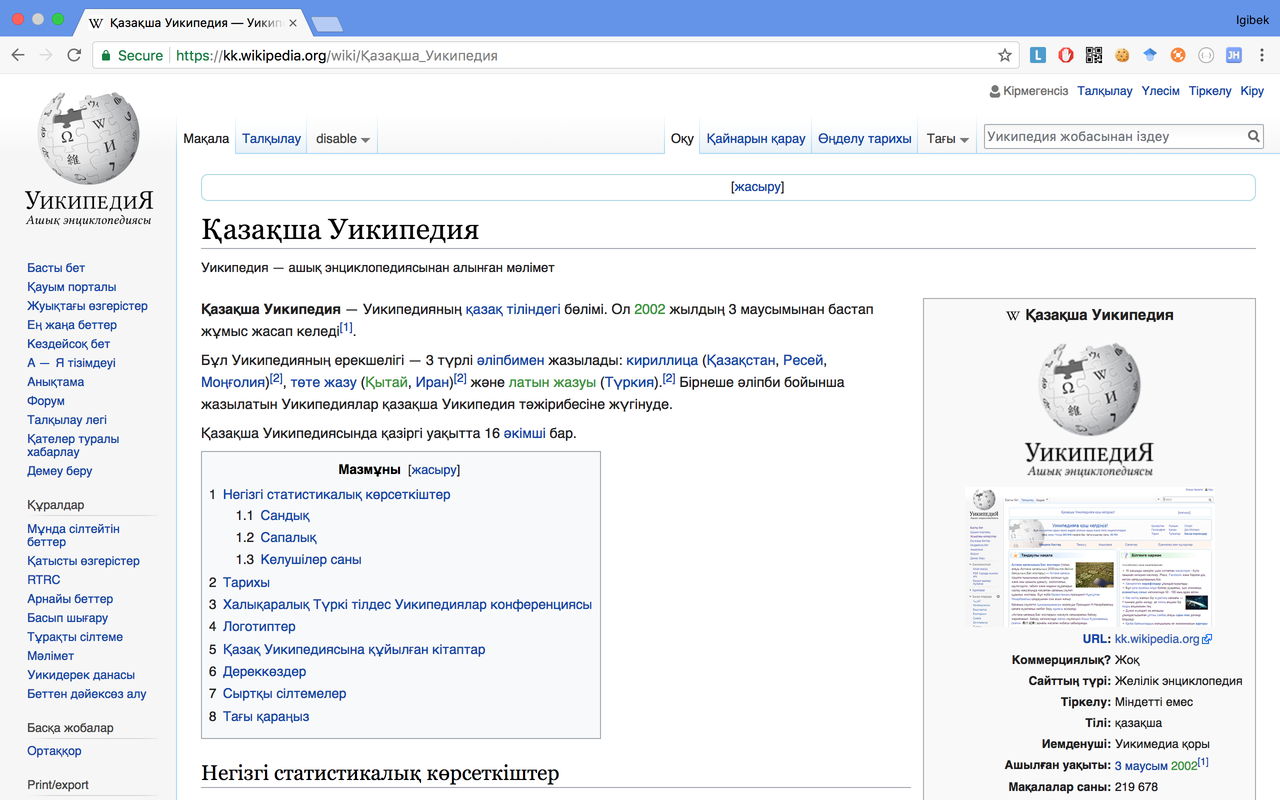 Қазақша Уикипедия — Уикип
Igibek
Secure https://kk.wikipedia.org/wiki/Қазақша_Уикипедия
Кірмегенсіз Талқылау Үлесім Тіркелу Кіру
Мақала Талқылау disable Оқу Қайнарын қарау Өңделу тарихы Тағы Уикипедия жобасынан іздеу
УикипедиЯ
Ашық энциклопедиясы
Басты бет
Қауым порталы
Жуықтағы өзгерістер
Ең жаңа беттер
Кездейсоқ бет
А — Я тізімдеуі
Анықтама
Форум
Талқылау легі
Қателер туралы
хабарлау
Демеу беру
Құралдар
Мұнда сілтейтін
беттер
Қатысты өзгерістер
RTRC
Арнайы беттер
Басып шығару
Тұрақты сілтеме
Мәлімет
Уикидерек данасы
Беттен дәйексөз алу
Басқа жобалар
Ортаққор
Print/export
[жасыру]
Қазақша Уикипедия
Уикипедия — ашық энциклопедиясынан алынған мәлімет
Қазақша Уикипедия — Уикипедияның қазақ тіліндегі бөлімі. Ол 2002 жылдың 3 маусымынан бастап
жұмыс жасап келеді[1].
Бұл Уикипедияның ерекшелігі — 3 түрлі әліпбимен жазылады: кириллица (Қазақстан, Ресей,
Моңғолия)[2], төте жазу (Қытай, Иран)[2] және латын жазуы (Түркия).[2] Бірнеше әліпби бойынша
жазылатын Уикипедиялар қазақша Уикипедия тәжірибесіне жүгінуде.
Қазақша Уикипедиясында қазіргі уақытта 16 әкімші бар.
Мазмұны [жасыру]
1 Негізгі статистикалық көрсеткіштер
1.1 Сандық
1.2 Сапалық
1.3 Келушілер саны
2 Тарихы
3 Халықаралық Түркі тілдес Уикипедиялар конференциясы
4 Логотиптер
5 Қазақ Уикипедиясына құйылған кітаптар
6 Дереккөздер
7 Сыртқы сілтемелер
8 Тағы қараңыз
Негізгі статистикалық көрсеткіштер
Қазақша Уикипедия
УикипедиЯ
Ашық энциклопедиясы
URL: kk.wikipedia.org
Коммерциялық? Жоқ
Сайттың түрі: Желілік энциклопедия
Тіркелу: Міндетті емес
Тілі: қазақша
Иемденуші: Уикимедиа қоры
Ашылған уақыты: 3 маусым 2002[1]
Мақалалар саны: 219 678